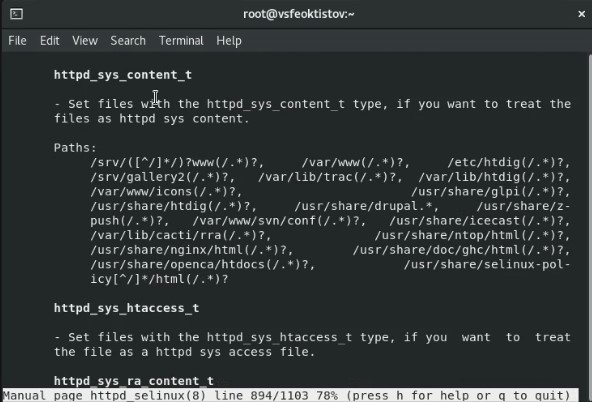 root@vsfeoktistov:~
File Edit View Search Terminal Help
httpd_sys_content_t
- Set files with the httpd_sys_content_t type, if you want to treat the
files as httpd sys content.
Paths:
/srv/([^/]*/)?www(/.*)?, /var/www(/.*)?, /etc/htdig(/.*)?,
/srv/gallery2(/.*)?, /var/lib/trac(/.*)?, /var/lib/htdig(/.*)?,
/var/www/icons(/.*)?, /usr/share/glpi(/.*)?,
/usr/share/htdig(/.*)?, /usr/share/drupal.*, /usr/share/z-
push(/.*)?, /var/www/svn/conf(/.*)?, /usr/share/icecast(/.*)?,
/var/lib/cacti/rra(/.*)?, /usr/share/ntop/html(/.*)?,
/usr/share/nginx/html(/.*)?, /usr/share/doc/ghc/html(/.*)?,
/usr/share/openca/htdocs(/.*)?, /usr/share/selinux-pol-
icy[^/]*/html(/.*)?
httpd_sys_htaccess_t
- Set files with the httpd_sys_htaccess_t type, if you want to treat
the file as a httpd sys access file.
httpd_sys_ra_content_t
Manual page httpd_selinux(8) line 894/1103 78% (press h for help or q to quit)